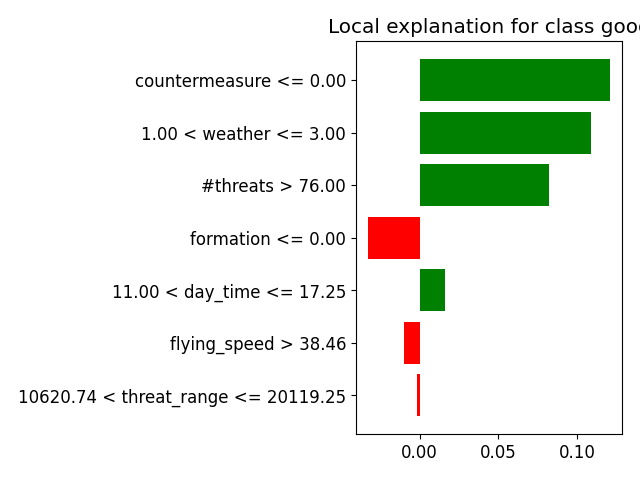 Local explanation for class good
countermeasure <= 0.00
1.00 < weather <= 3.00
#threats > 76.00
formation <= 0.00
11.00 < day_time <= 17.25
flying_speed > 38.46
10620.74 < threat_range <= 20119.25
0.00 0.05 0.10